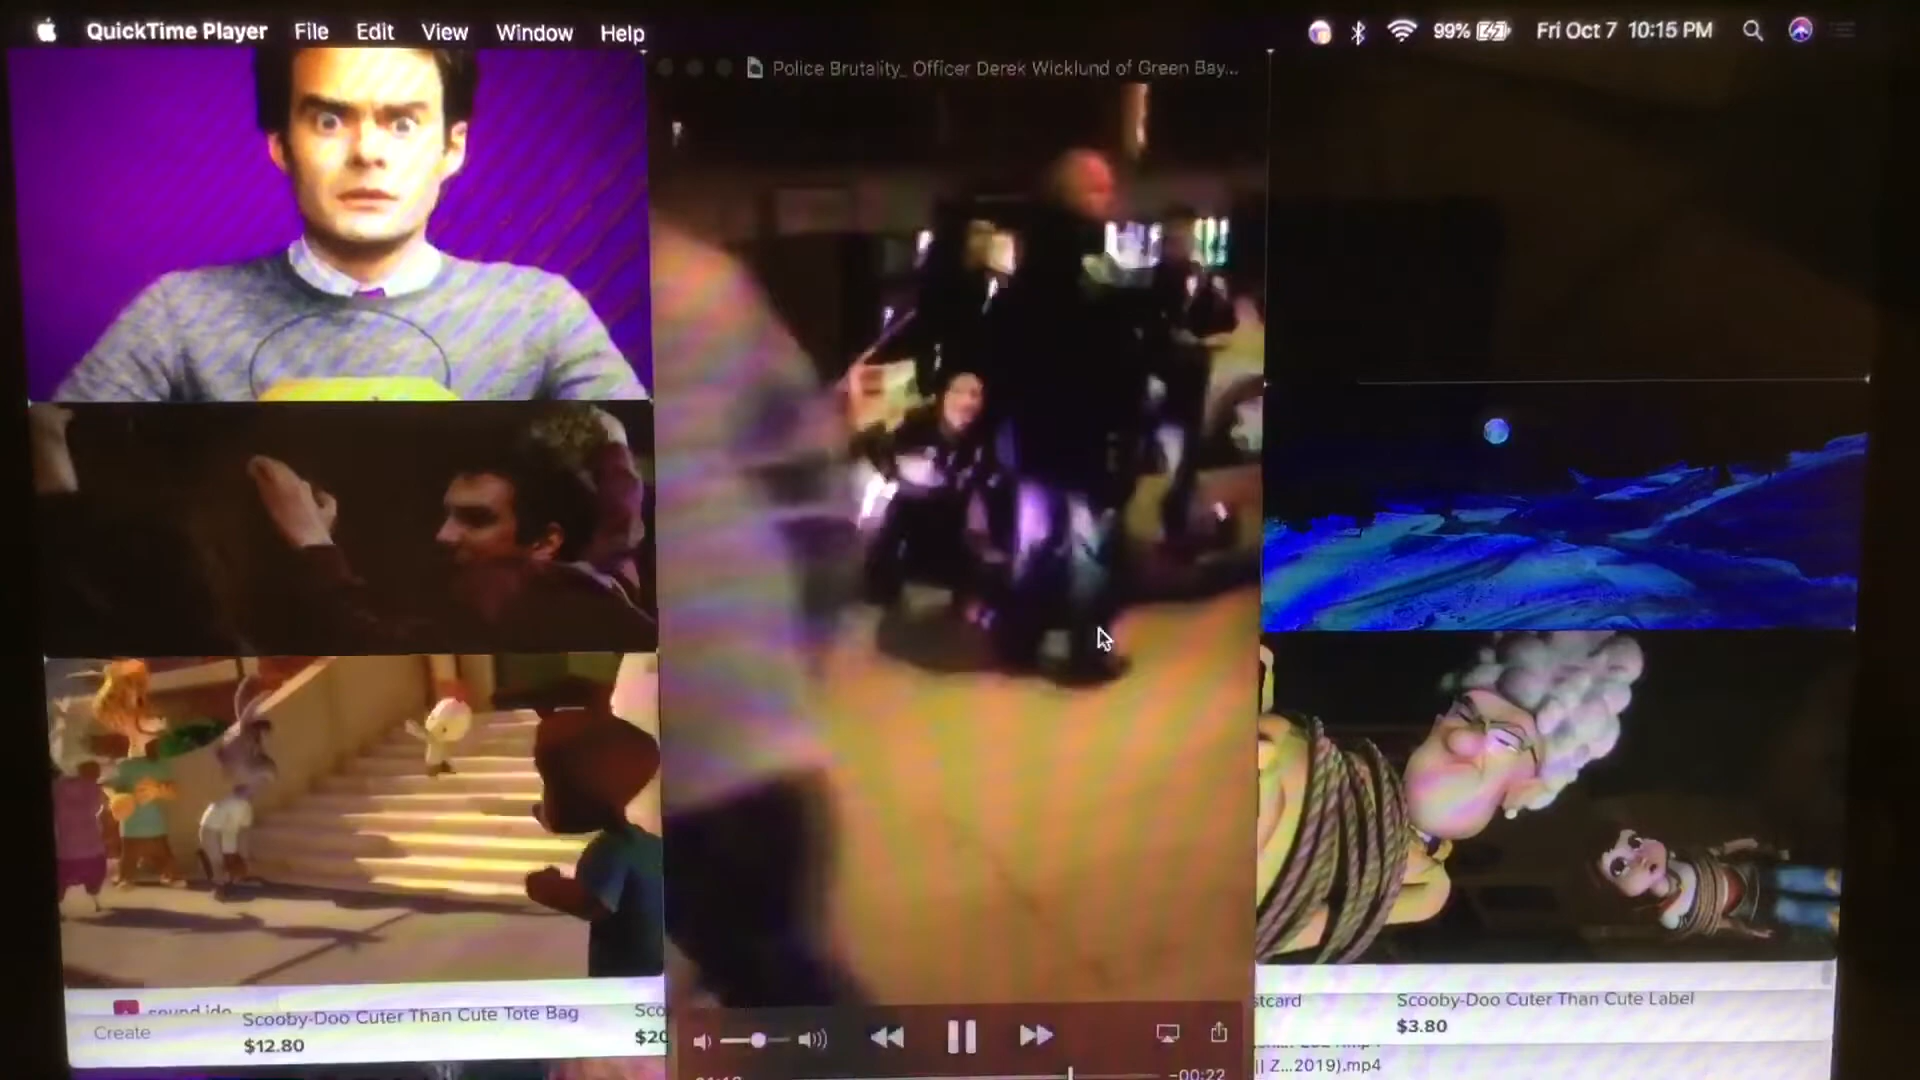 QuickTime Player File Edit View Window Help 99% Fri Oct 7 10:15 PM
Police Brutality_ Officer Derek Wicklund of Green Bay...
Create
Scooby-Doo Cuter Than Cute Tote Bag
$12.80
Sco
$20
-00:22
stcard
Scooby-Doo Cuter Than Cute Label
$3.80
Z...2019).mp4